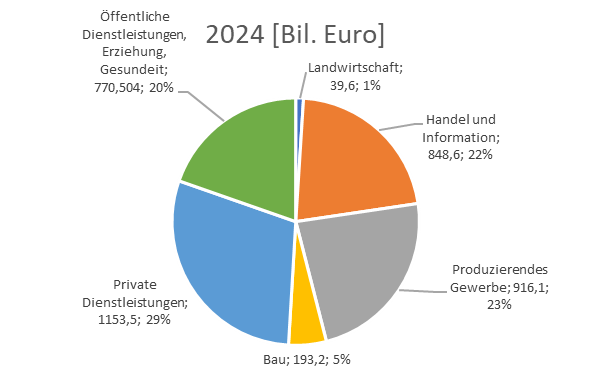 2024 [Bil. Euro]
Öffentliche
Dienstleistungen,
Erziehung,
Gesundeit;
770,504; 20%
Landwirtschaft;
39,6; 1%
Handel und
Information;
848,6; 22%
Produzierendes
Gewerbe; 916,1;
23%
Bau; 193,2; 5%
Private
Dienstleistungen;
1153,5; 29%